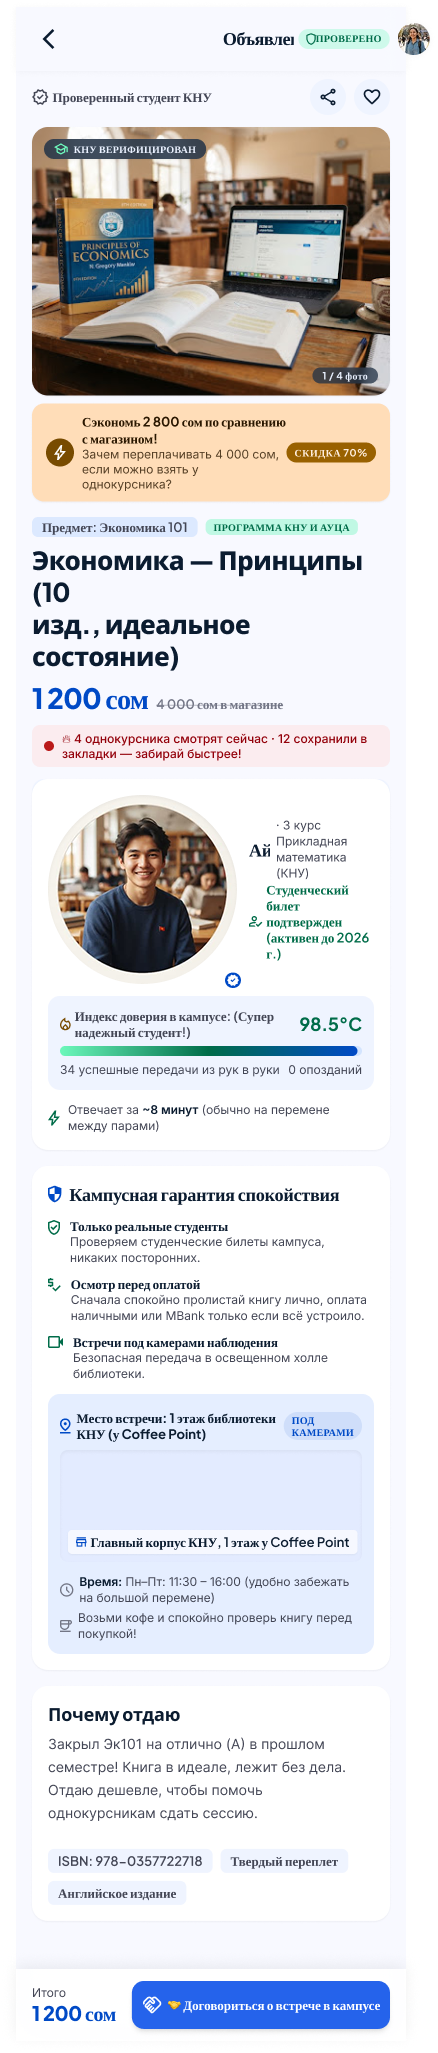 Объявлен
ПРОВЕРЕНО
Проверенный студент КНУ
КНУ ВЕРИФИЦИРОВАН
PRINCIPLES OF
ECONOMICS
N. Gregory Mankiw
1 / 4 фото
Сэкономь 2 800 сом по сравнению
с магазином!
Зачем переплачивать 4 000 сом,
если можно взять у
однокурсника?
СКИДКА 70%
Предмет: Экономика 101
ПРОГРАММА КНУ И АУЦА
Экономика — Принципы
(10
изд., идеальное
состояние)
1 200 сом 4 000 сом в магазине
🔥 4 однокурсника смотрят сейчас · 12 сохранили в
закладки — забирай быстрее!
Ай
· 3 курс
Прикладная
математика
(КНУ)
Студенческий
билет
подтвержден
(активен до 2026
г.)
Индекс доверия в кампусе: (Супер
надежный студент!)
98.5°C
34 успешные передачи из рук в руки 0 опозданий
Отвечает за ~8 минут (обычно на перемене
между парами)
Кампусная гарантия спокойствия
Только реальные студенты
Проверяем студенческие билеты кампуса,
никаких посторонних.
Осмотр перед оплатой
Сначала спокойно пролистай книгу лично, оплата
наличными или MBank только если всё устроило.
Встречи под камерами наблюдения
Безопасная передача в освещенном холле
библиотеки.
Место встречи: 1 этаж библиотеки
КНУ (у Coffee Point)
ПОД
КАМЕРАМИ
Главный корпус КНУ, 1 этаж у Coffee Point
Время: Пн–Пт: 11:30 – 16:00 (удобно забежать
на большой перемене)
Возьми кофе и спокойно проверь книгу перед
покупкой!
Почему отдаю
Закрыл Эк101 на отлично (А) в прошлом
семестре! Книга в идеале, лежит без дела.
Отдаю дешевле, чтобы помочь
однокурсникам сдать сессию.
ISBN: 978-0357722718
Твердый переплет
Английское издание
Итого
1 200 сом
🤝 Договориться о встрече в кампусе